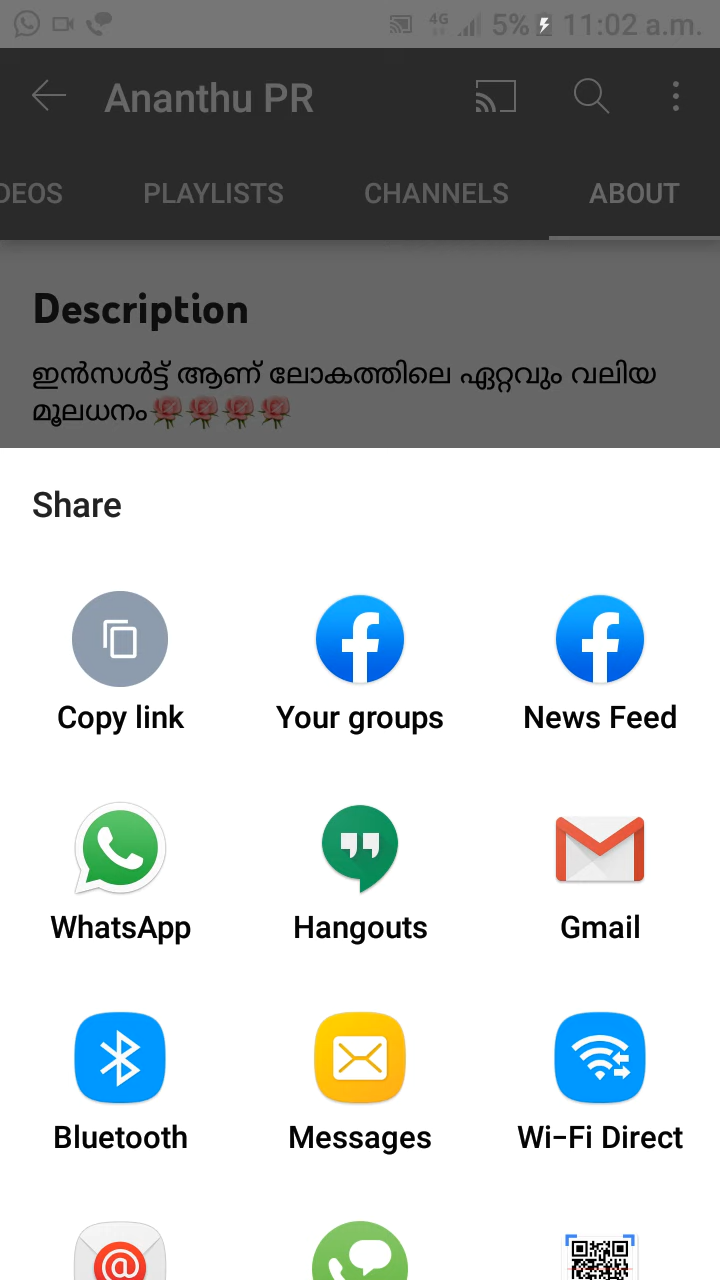 4G 5% 11:02 a.m.
Ananthu PR
DEOS PLAYLISTS CHANNELS ABOUT
Description
ഇൻസൾട്ട് ആണ് ലോകത്തിലെ ഏറ്റവും വലിയ
മൂലധനം🌹🌹🌹🌹
Share
Copy link Your groups News Feed
WhatsApp Hangouts Gmail
Bluetooth Messages Wi-Fi Direct